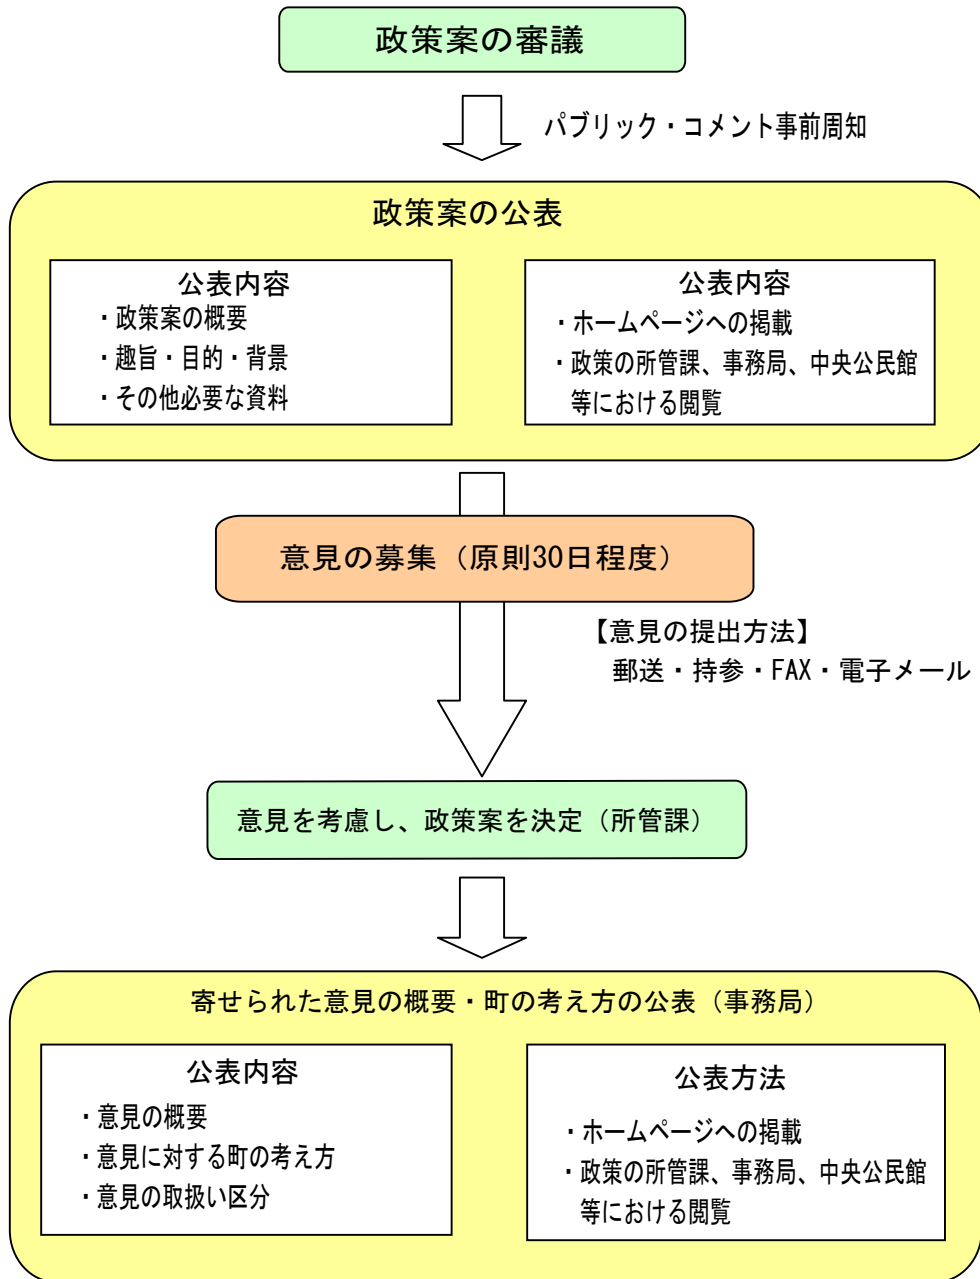 政策案の審議
パブリック・コメント事前周知
政策案の公表
公表内容
・政策案の概要
・趣旨・目的・背景
・その他必要な資料
公表内容
・ホームページへの掲載
・政策の所管課、事務局、中央公民館
等における閲覧
意見の募集（原則30日程度）
【意見の提出方法】
郵送・持参・FAX・電子メール
意見を考慮し、政策案を決定（所管課）
寄せられた意見の概要・町の考え方の公表（事務局）
公表内容
・意見の概要
・意見に対する町の考え方
・意見の取扱い区分
公表方法
・ホームページへの掲載
・政策の所管課、事務局、中央公民館
等における閲覧